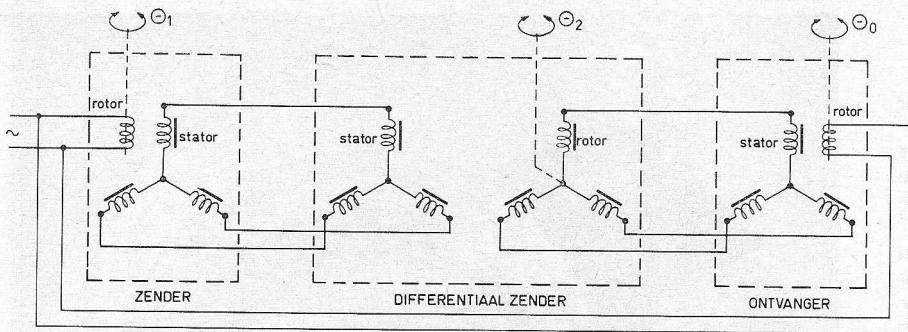 Θ1
Θ2
Θ0
rotor
stator
stator
rotor
stator
rotor
~
ZENDER
DIFFERENTIAAL ZENDER
ONTVANGER